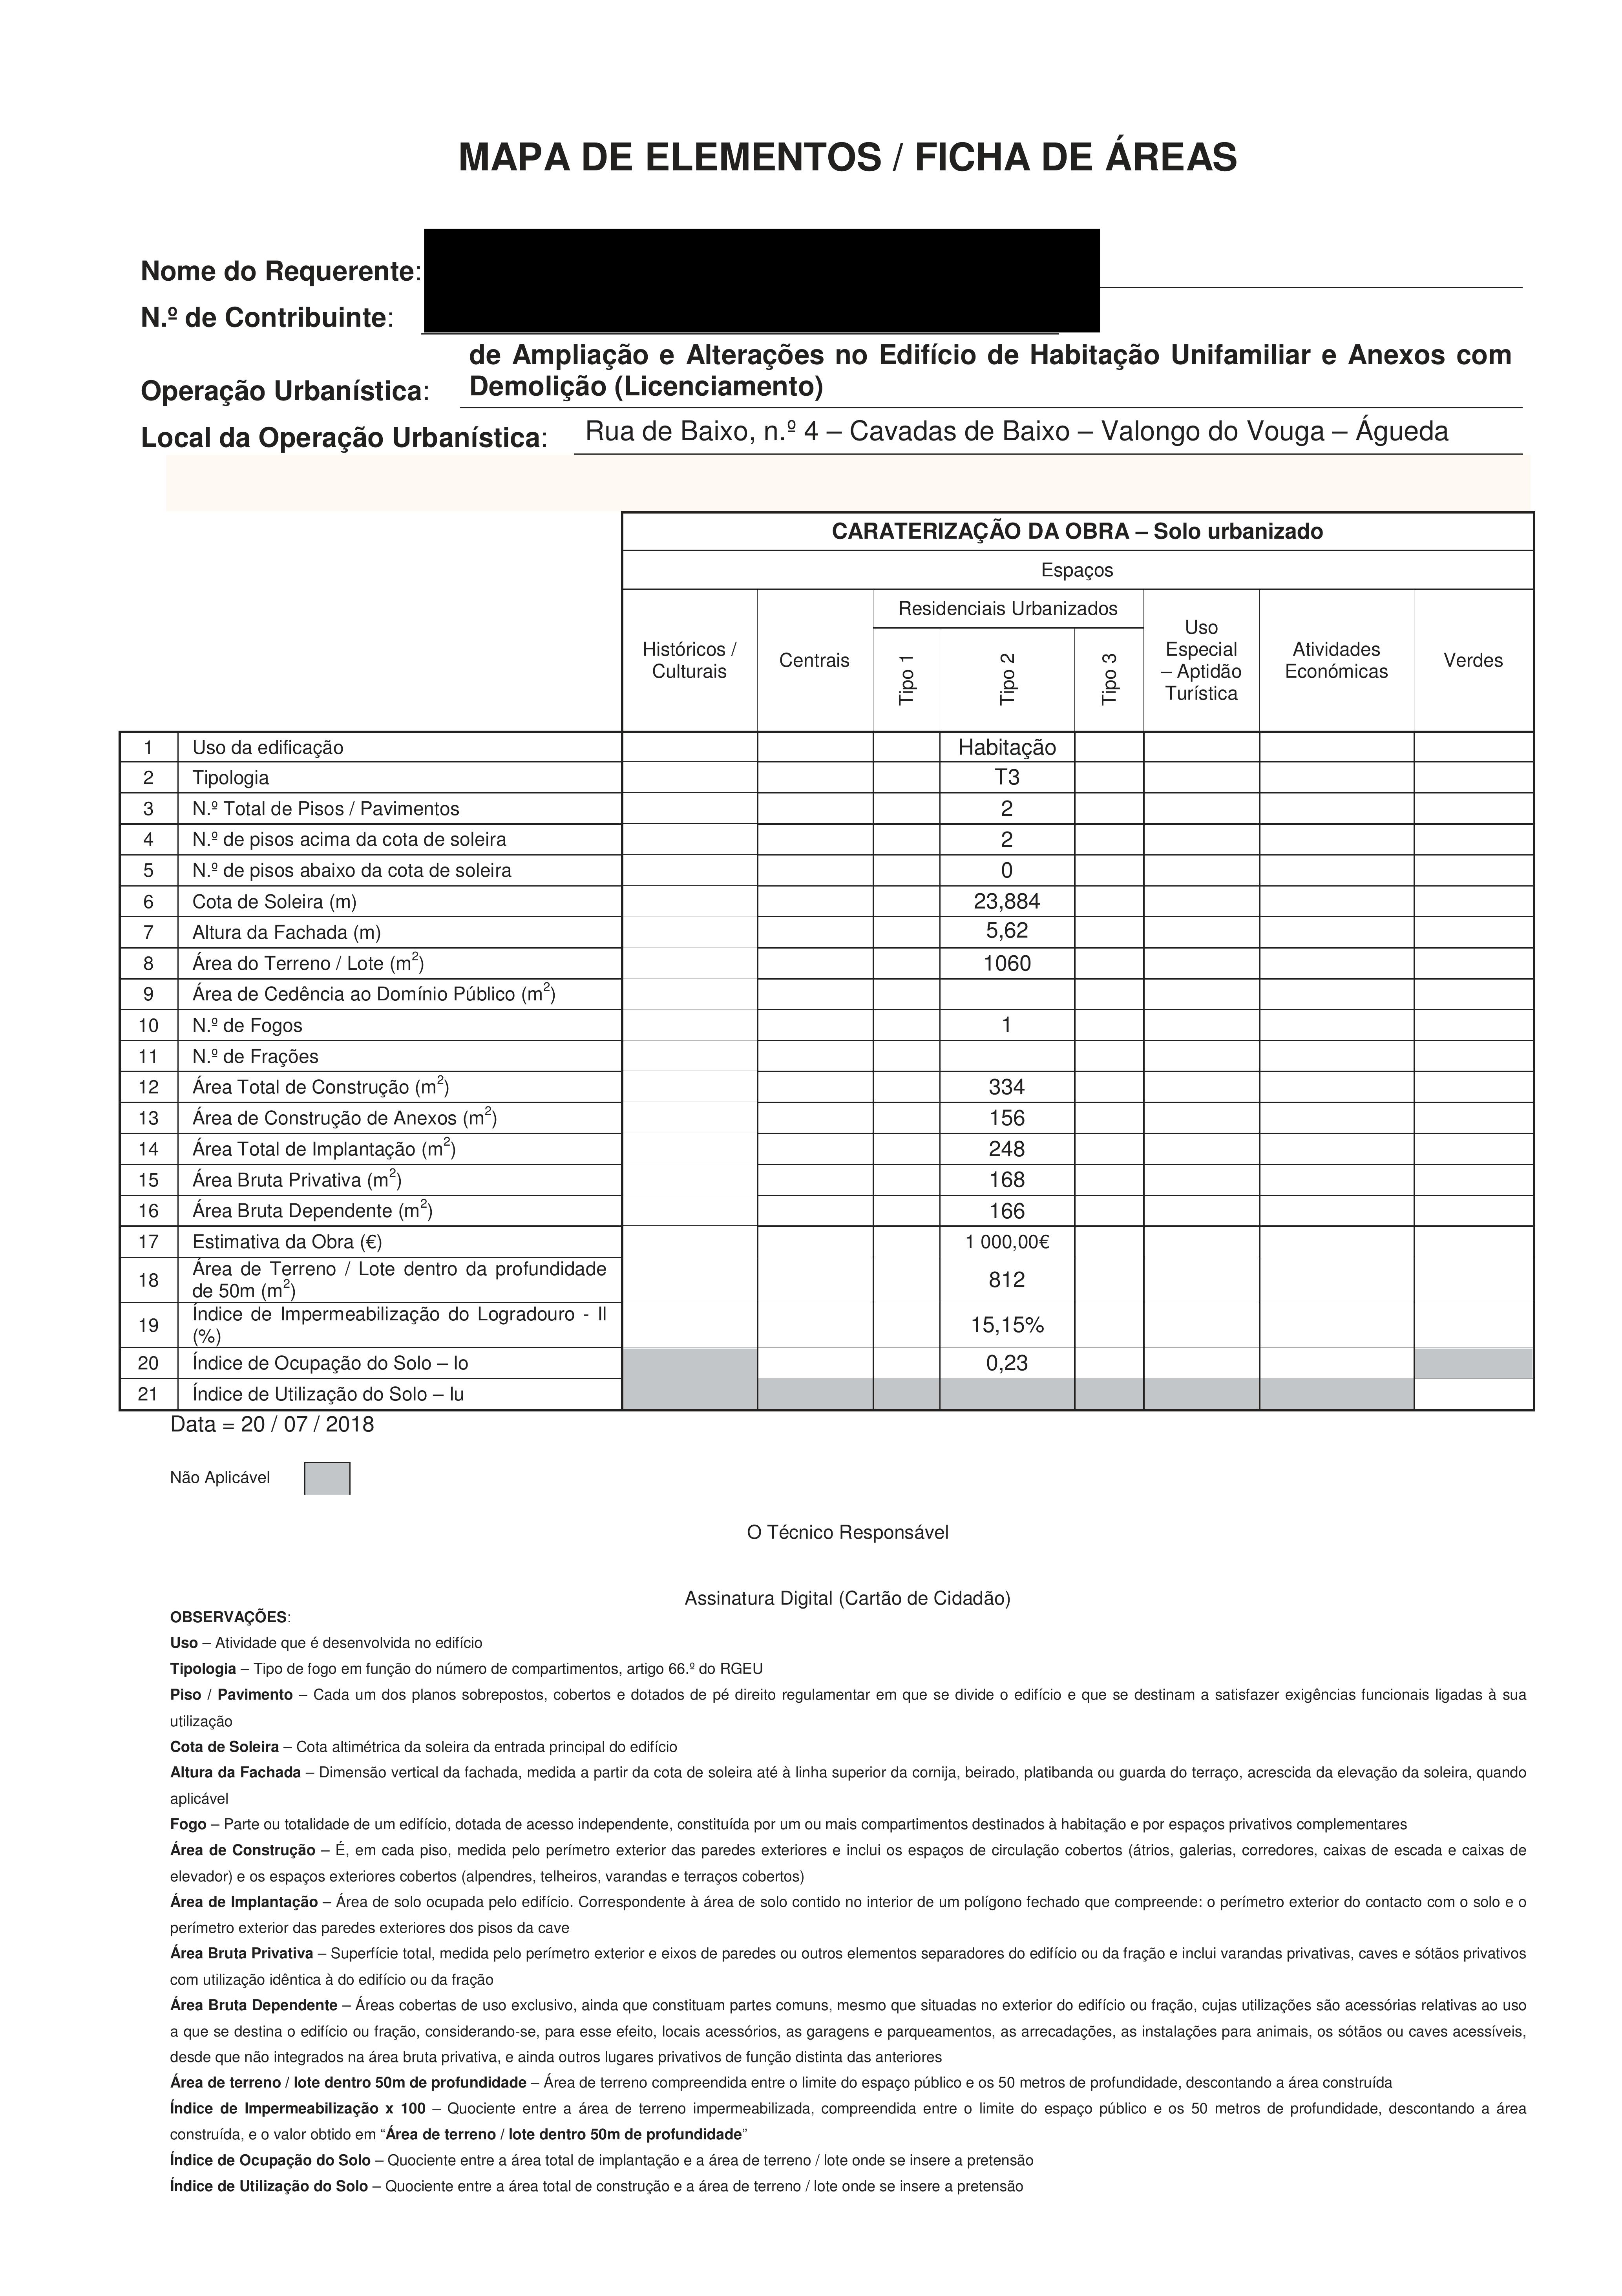 MAPA DE ELEMENTOS / FICHA DE ÁREAS
Nome do Requerente:
N.º de Contribuinte:
de Ampliação e Alterações no Edifício de Habitação Unifamiliar e Anexos com
Demolição (Licenciamento)
Operação Urbanística:
Local da Operação Urbanística: Rua de Baixo, n.º 4 – Cavadas de Baixo – Valongo do Vouga – Águeda
CARATERIZAÇÃO DA OBRA – Solo urbanizado
Espaços
Históricos / Culturais
Centrais
Residenciais Urbanizados
Tipo 1
Tipo 2
Tipo 3
Uso Especial – Aptidão Turística
Atividades Económicas
Verdes
1 Uso da edificação Habitação
2 Tipologia T3
3 N.º Total de Pisos / Pavimentos 2
4 N.º de pisos acima da cota de soleira 2
5 N.º de pisos abaixo da cota de soleira 0
6 Cota de Soleira (m) 23,884
7 Altura da Fachada (m) 5,62
8 Área do Terreno / Lote (m²) 1060
9 Área de Cedência ao Domínio Público (m²)
10 N.º de Fogos 1
11 N.º de Frações
12 Área Total de Construção (m²) 334
13 Área de Construção de Anexos (m²) 156
14 Área Total de Implantação (m²) 248
15 Área Bruta Privativa (m²) 168
16 Área Bruta Dependente (m²) 166
17 Estimativa da Obra (€) 1 000,00€
18 Área de Terreno / Lote dentro da profundidade
de 50m (m²) 812
19 Índice de Impermeabilização do Logradouro - II
(%) 15,15%
20 Índice de Ocupação do Solo – Io 0,23
21 Índice de Utilização do Solo – Iu
Data = 20 / 07 / 2018
Não Aplicável
O Técnico Responsável
Assinatura Digital (Cartão de Cidadão)
OBSERVAÇÕES:
Uso – Atividade que é desenvolvida no edifício
Tipologia – Tipo de fogo em função do número de compartimentos, artigo 66.º do RGEU
Piso / Pavimento – Cada um dos planos sobrepostos, cobertos e dotados de pé direito regulamentar em que se divide o edifício e que se destinam a satisfazer exigências funcionais ligadas à sua
utilização
Cota de Soleira – Cota altimétrica da soleira da entrada principal do edifício
Altura da Fachada – Dimensão vertical da fachada, medida a partir da cota de soleira até à linha superior da cornija, beirado, platibanda ou guarda do terraço, acrescida da elevação da soleira, quando
aplicável
Fogo – Parte ou totalidade de um edifício, dotada de acesso independente, constituída por um ou mais compartimentos destinados à habitação e por espaços privativos complementares
Área de Construção – É, em cada piso, medida pelo perímetro exterior das paredes exteriores e inclui os espaços de circulação cobertos (átrios, galerias, corredores, caixas de escada e caixas de
elevador) e os espaços exteriores cobertos (alpendres, telheiros, varandas e terraços cobertos)
Área de Implantação – Área de solo ocupada pelo edifício. Correspondente à área de solo contido no interior de um polígono fechado que compreende: o perímetro exterior do contacto com o solo e o
perímetro exterior das paredes exteriores dos pisos da cave
Área Bruta Privativa – Superfície total, medida pelo perímetro exterior e eixos de paredes ou outros elementos separadores do edifício ou da fração e inclui varandas privativas, caves e sótãos privativos
com utilização idêntica à do edifício ou da fração
Área Bruta Dependente – Áreas cobertas de uso exclusivo, ainda que constituam partes comuns, mesmo que situadas no exterior do edifício ou fração, cujas utilizações são acessórias relativas ao uso
a que se destina o edifício ou fração, considerando-se, para esse efeito, locais acessórios, as garagens e parqueamentos, as arrecadações, as instalações para animais, os sótãos ou caves acessíveis,
desde que não integrados na área bruta privativa, e ainda outros lugares privativos de função distinta das anteriores
Área de terreno / lote dentro 50m de profundidade – Área de terreno compreendida entre o limite do espaço público e os 50 metros de profundidade, descontando a área construída
Índice de Impermeabilização x 100 – Quociente entre a área de terreno impermeabilizada, compreendida entre o limite do espaço público e os 50 metros de profundidade, descontando a área
construída, e o valor obtido em “Área de terreno / lote dentro 50m de profundidade”
Índice de Ocupação do Solo – Quociente entre a área total de implantação e a área de terreno / lote onde se insere a pretensão
Índice de Utilização do Solo – Quociente entre a área total de construção e a área de terreno / lote onde se insere a pretensão